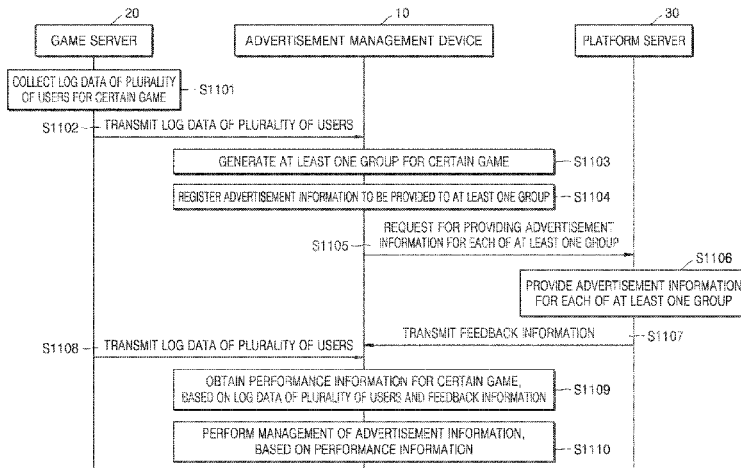 20
10
30
GAME SERVER
ADVERTISEMENT MANAGEMENT DEVICE
PLATFORM SERVER
COLLECT LOG DATA OF PLURALITY
OF USERS FOR CERTAIN GAME
S1101
S1102
TRANSMIT LOG DATA OF PLURALITY OF USERS
GENERATE AT LEAST ONE GROUP FOR CERTAIN GAME
S1103
REGISTER ADVERTISEMENT INFORMATION TO BE PROVIDED TO AT LEAST ONE GROUP
S1104
REQUEST FOR PROVIDING ADVERTISEMENT
INFORMATION FOR EACH OF AT LEAST ONE GROUP
S1105
S1106
PROVIDE ADVERTISEMENT INFORMATION
FOR EACH OF AT LEAST ONE GROUP
TRANSMIT FEEDBACK INFORMATION
S1107
S1108
TRANSMIT LOG DATA OF PLURALITY OF USERS
OBTAIN PERFORMANCE INFORMATION FOR CERTAIN GAME,
BASED ON LOG DATA OF PLURALITY OF USERS AND FEEDBACK INFORMATION
S1109
PERFORM MANAGEMENT OF ADVERTISEMENT INFORMATION,
BASED ON PERFORMANCE INFORMATION
S1110